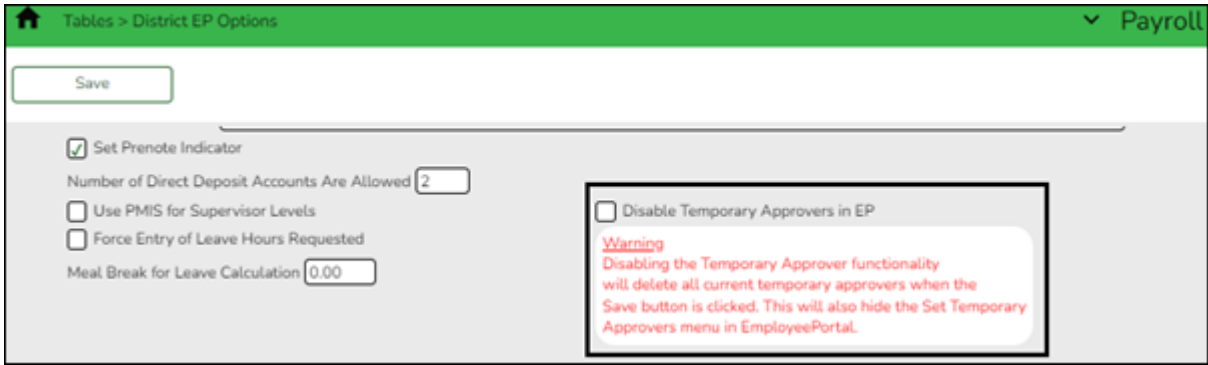 Tables > District EP Options
Payroll
Save
Set Prenote Indicator
Number of Direct Deposit Accounts Are Allowed 2
Use PMIS for Supervisor Levels
Force Entry of Leave Hours Requested
Meal Break for Leave Calculation 0.00
Disable Temporary Approvers in EP
Warning
Disabling the Temporary Approver functionality
will delete all current temporary approvers when the
Save button is clicked. This will also hide the Set Temporary
Approvers menu in EmployeePortal.